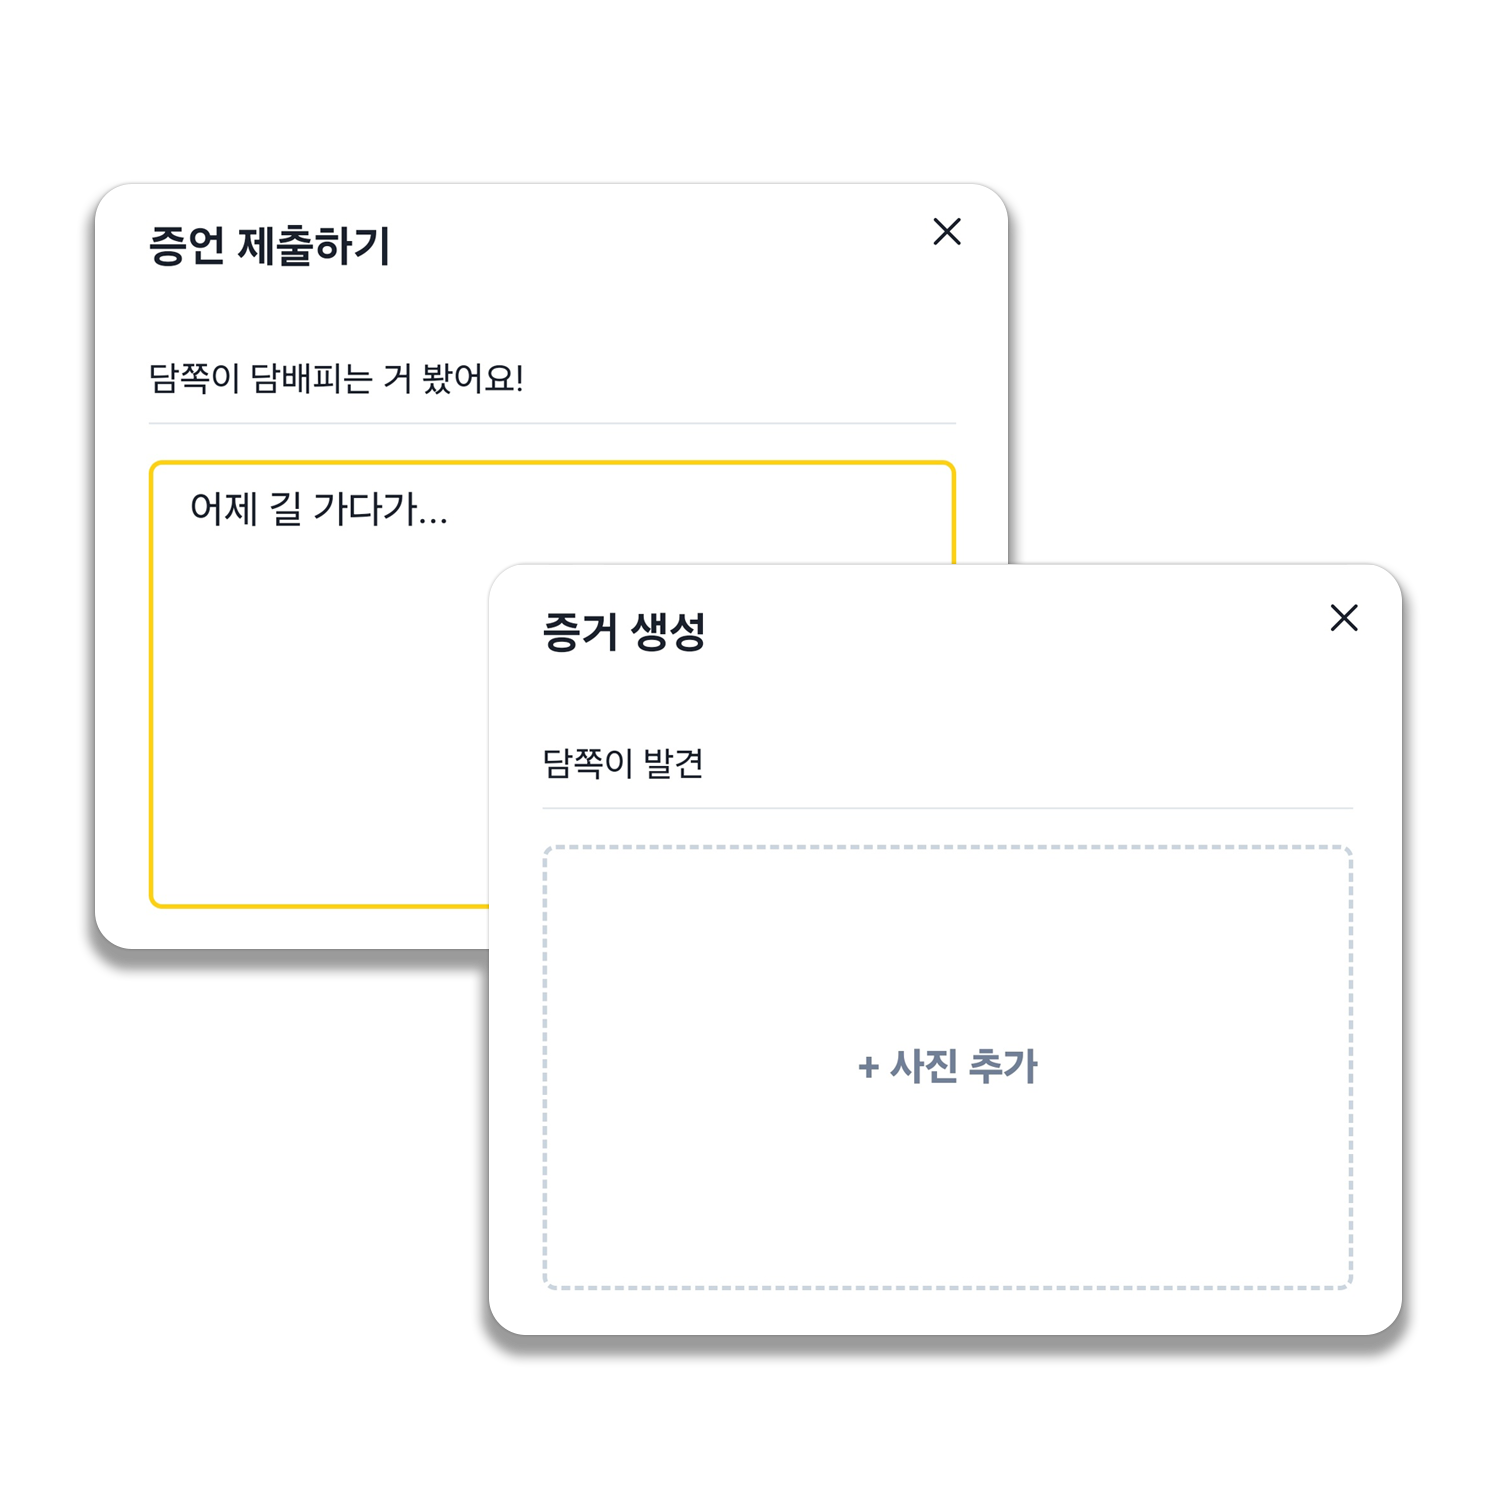 증언 제출하기
담쪽이 담배피는 거 봤어요!
어제 길 가다가...
증거 생성
담쪽이 발견
+ 사진 추가